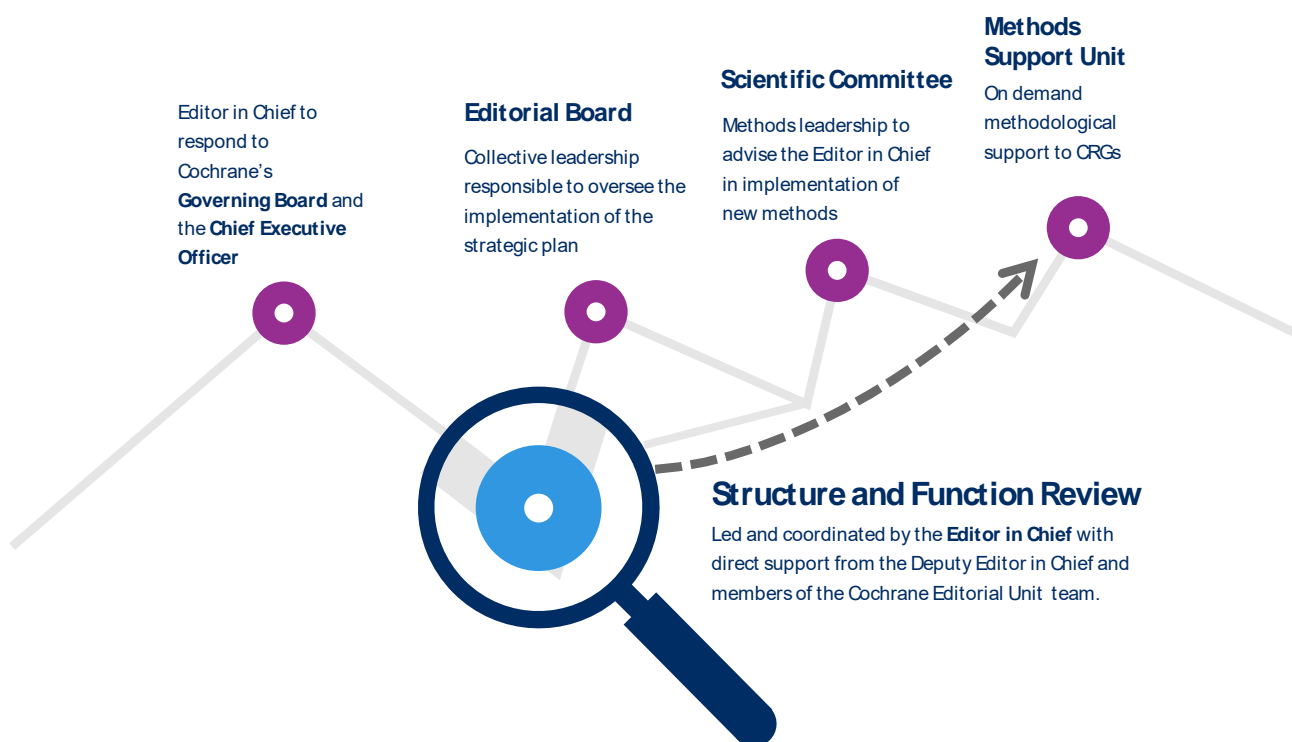 Editor in Chief to
respond to
Cochrane’s
Governing Board and
the Chief Executive
Officer
Editorial Board
Collective leadership
responsible to oversee the
implementation of the
strategic plan
Scientific Committee
Methods leadership to
advise the Editor in Chief
in implementation of
new methods
Methods
Support Unit
On demand
methodological
support to CRGs
Structure and Function Review
Led and coordinated by the Editor in Chief with
direct support from the Deputy Editor in Chief and
members of the Cochrane Editorial Unit team.